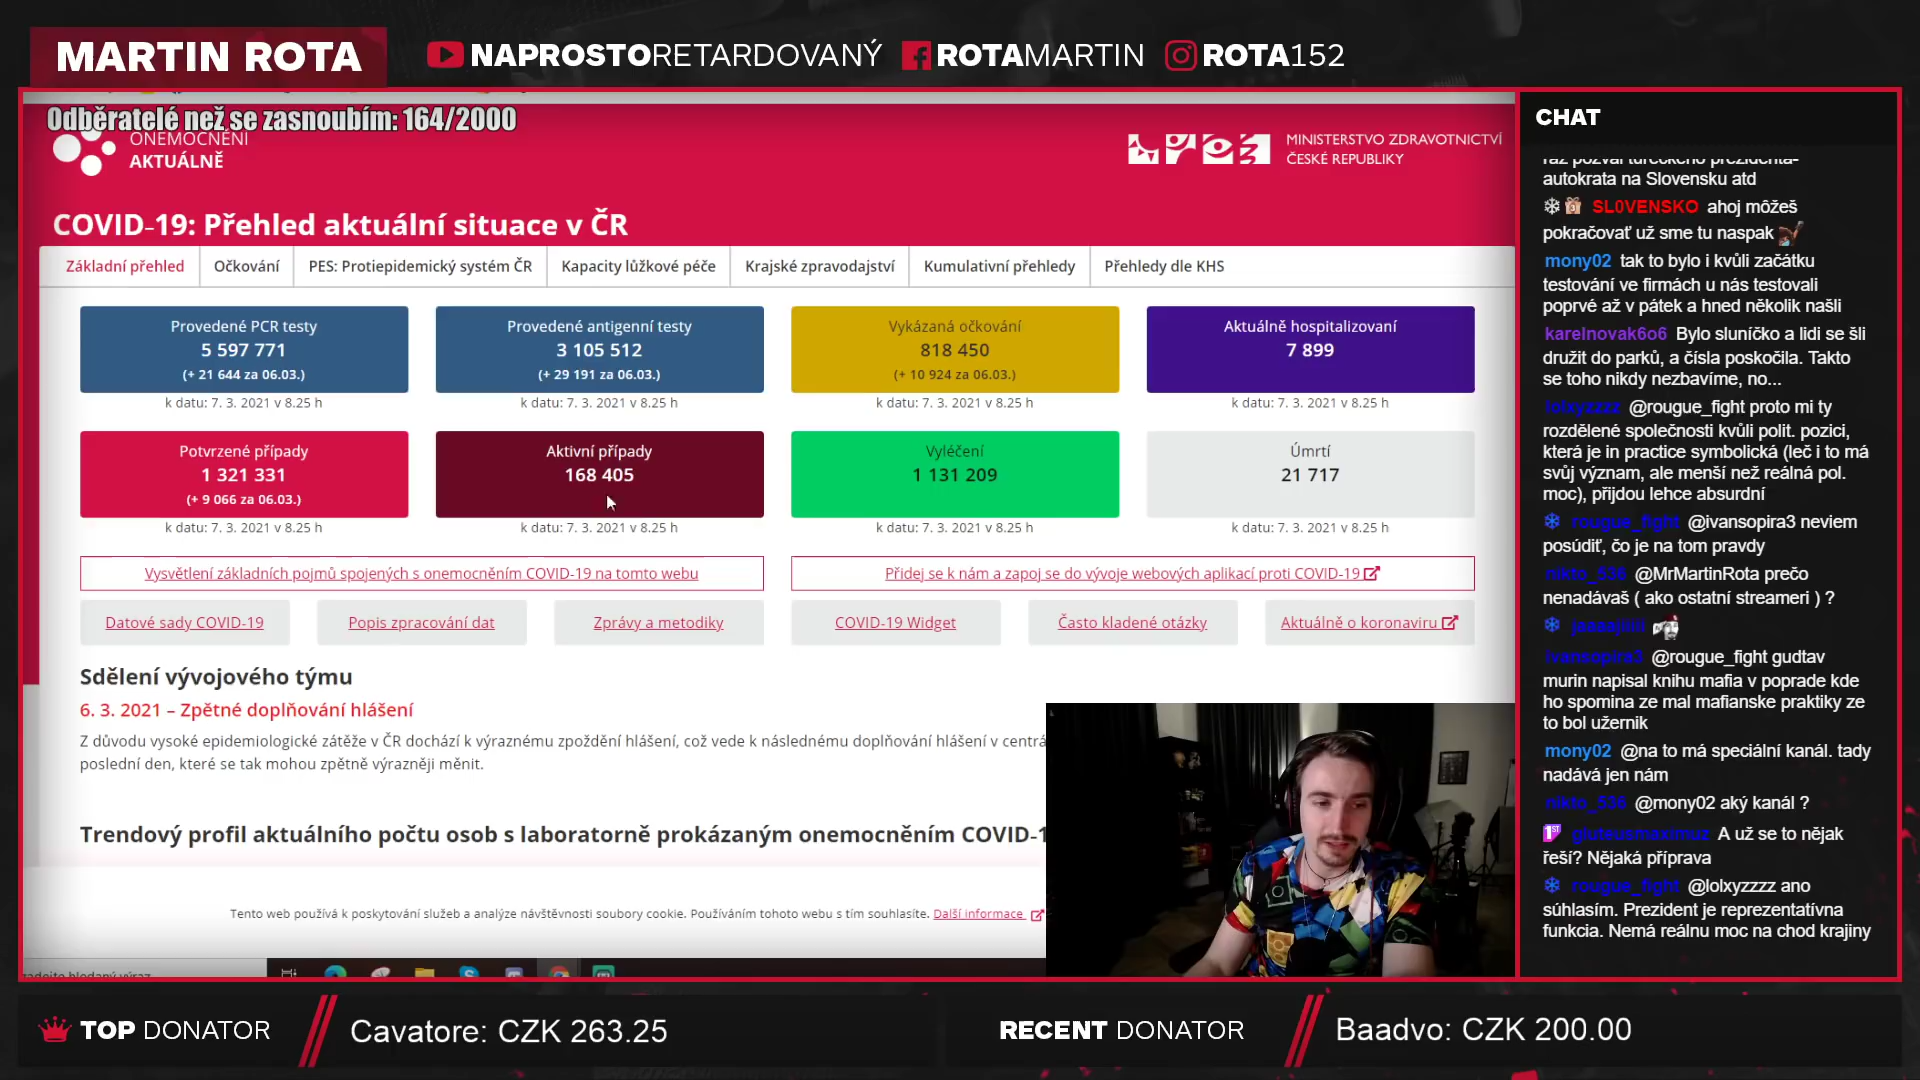 MARTIN ROTA
NAPROSTORETARDOVANÝ
ROTAMARTIN
ROTA152
Odběratelé než se zasnoubím: 164/2000
ONEMOCNĚNÍ
AKTUÁLNĚ
MINISTERSTVO ZDRAVOTNICTVÍ
ČESKÉ REPUBLIKY
COVID-19: Přehled aktuální situace v ČR
Základní přehled
Očkování
PES: Protiepidemický systém ČR
Kapacity lůžkové péče
Krajské zpravodajství
Kumulativní přehledy
Přehledy dle KHS
Provedené PCR testy
5 597 771
(+ 21 644 za 06.03.)
k datu: 7. 3. 2021 v 8.25 h
Provedené antigenní testy
3 105 512
(+ 29 191 za 06.03.)
k datu: 7. 3. 2021 v 8.25 h
Vykázaná očkování
818 450
(+ 10 924 za 06.03.)
k datu: 7. 3. 2021 v 8.25 h
Aktuálně hospitalizovaní
7 899
k datu: 7. 3. 2021 v 8.25 h
Potvrzené případy
1 321 331
(+ 9 066 za 06.03.)
k datu: 7. 3. 2021 v 8.25 h
Aktivní případy
168 405
k datu: 7. 3. 2021 v 8.25 h
Vyléčení
1 131 209
k datu: 7. 3. 2021 v 8.25 h
Úmrtí
21 717
k datu: 7. 3. 2021 v 8.25 h
Vysvětlení základních pojmů spojených s onemocněním COVID-19 na tomto webu
Přidej se k nám a zapoj se do vývoje webových aplikací proti COVID-19
Datové sady COVID-19
Popis zpracování dat
Zprávy a metodiky
COVID-19 Widget
Často kladené otázky
Aktuálně o koronaviru
Sdělení vývojového týmu
6. 3. 2021 – Zpětné doplňování hlášení
Z důvodu vysoké epidemiologické zátěže v ČR dochází k výraznému zpoždění hlášení, což vede k následnému doplňování hlášení v centrá
poslední den, které se tak mohou zpětně výrazněji měnit.
Trendový profil aktuálního počtu osob s laboratorně prokázaným onemocněním COVID-1
Tento web používá k poskytování služeb a analýze návštěvnosti soubory cookie. Používáním tohoto webu s tím souhlasíte. Další informace
CHAT
raz pozval tureckého prezidenta-
autokrata na Slovensku atd
SL0VENSKO ahoj môžeš
pokračovať už sme tu naspak
mony02 tak to bylo i kvůli začátku
testování ve firmách u nás testovali
poprvé až v pátek a hned několik našli
karelnovak6o6 Bylo sluníčko a lidi se šli
družit do parků, a čísla poskočila. Takto
se toho nikdy nezbavíme, no...
lolxyzzzz @rougue_fight proto mi ty
rozdělené společnosti kvůli polit. pozici,
která je in practice symbolická (leč i to má
svůj význam, ale menší než reálná pol.
moc), přijdou lehce absurdní
rougue_fight @ivansopira3 neviem
posúdiť, čo je na tom pravdy
nikto_536 @MrMartinRota prečo
nenadávaš ( ako ostatní streameri ) ?
ivansopira3 @rougue_fight gudtav
murin napisal knihu mafia v poprade kde
ho spomina ze mal mafianske praktiky ze
to bol užernik
mony02 @na to má speciální kanál. tady
nadává jen nám
nikto_536 @mony02 aký kanál ?
gluteusmaximuz A už se to nějak
řeší? Nějaká příprava
rougue_fight @lolxyzzzz ano
súhlasím. Prezident je reprezentatívna
funkcia. Nemá reálnu moc na chod krajiny
TOP DONATOR
Cavatore: CZK 263.25
RECENT DONATOR
Baadvo: CZK 200.00